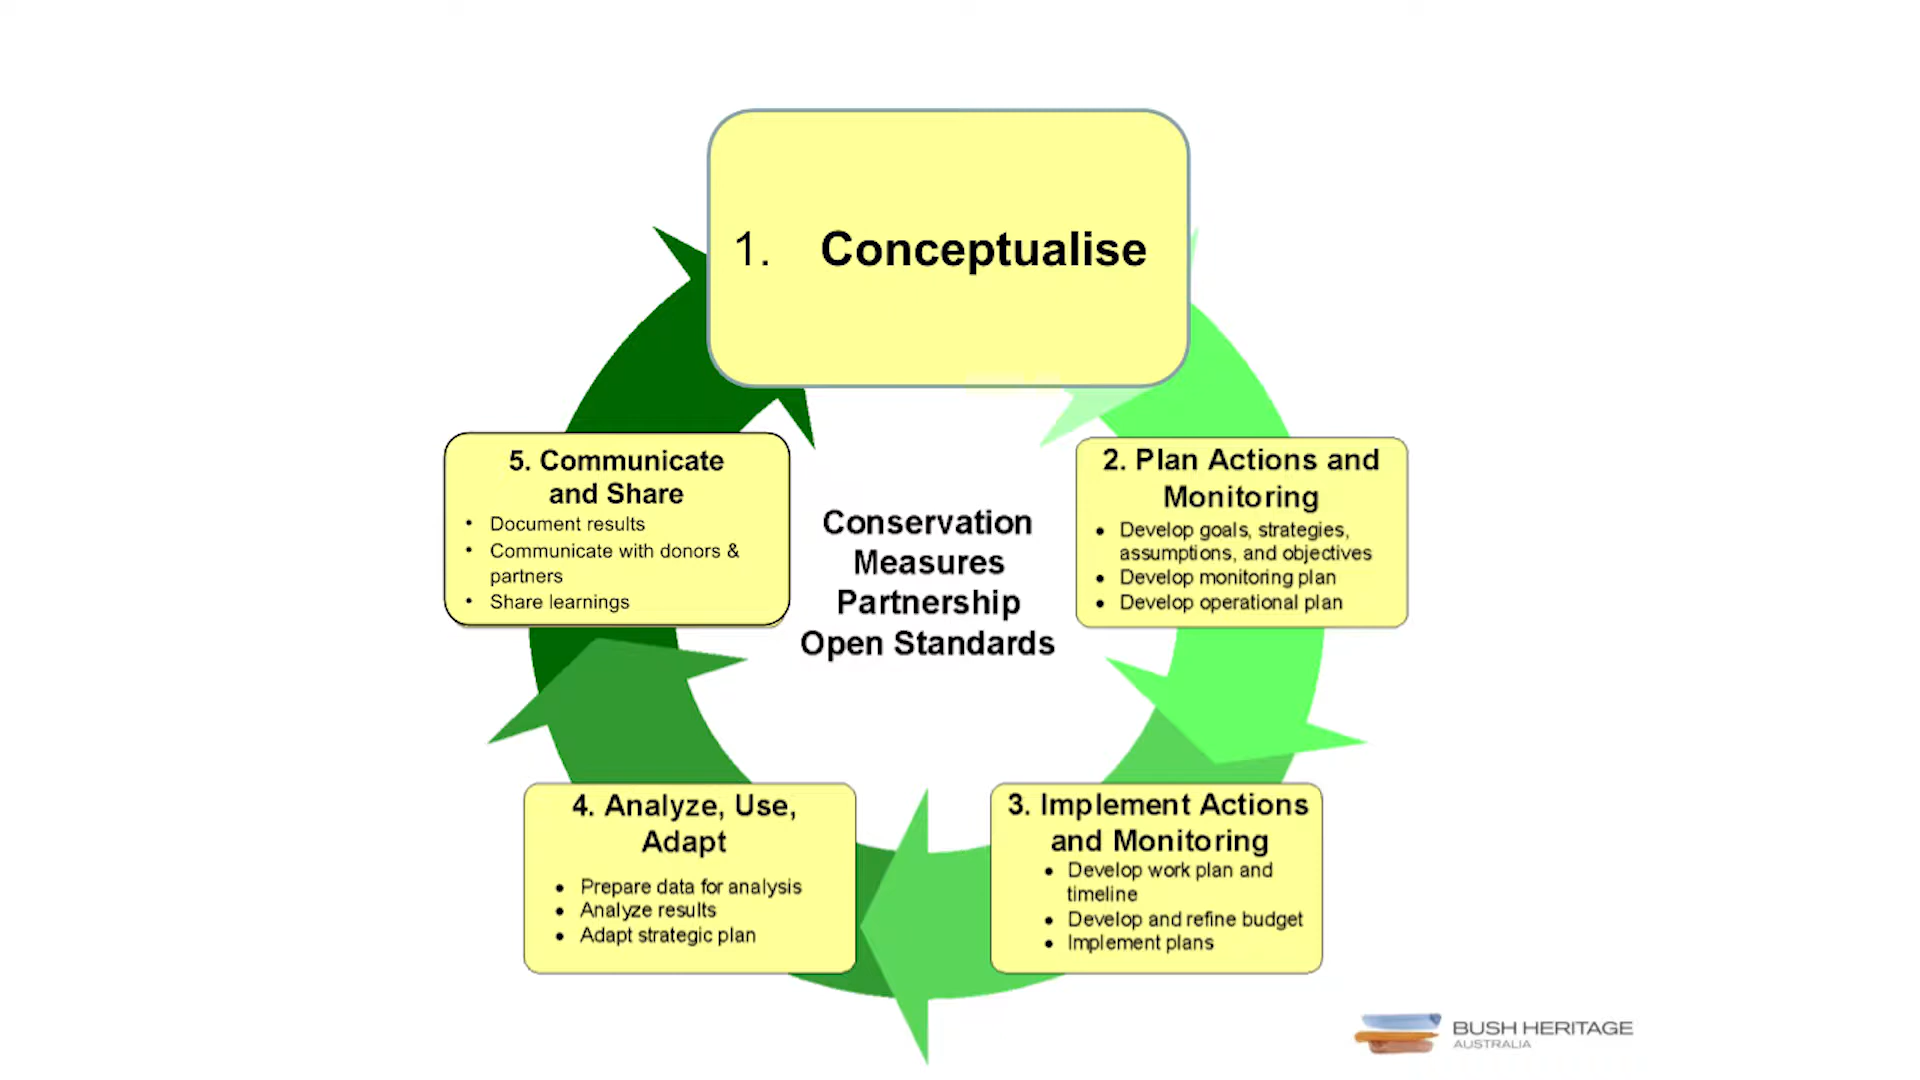 1. Conceptualise
2. Plan Actions and
Monitoring
• Develop goals, strategies,
assumptions, and objectives
• Develop monitoring plan
• Develop operational plan
3. Implement Actions
and Monitoring
• Develop work plan and
timeline
• Develop and refine budget
• Implement plans
4. Analyze, Use,
Adapt
• Prepare data for analysis
• Analyze results
• Adapt strategic plan
5. Communicate
and Share
• Document results
• Communicate with donors &
partners
• Share learnings
Conservation
Measures
Partnership
Open Standards
BUSH HERITAGE
AUSTRALIA